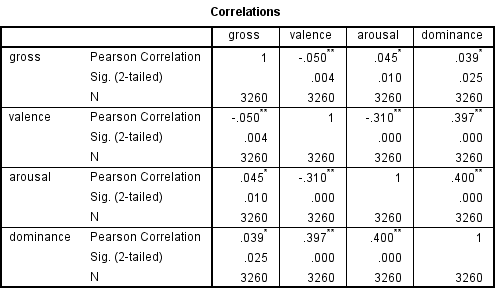 Correlations
gross valence arousal dominance
gross Pearson Correlation 1 -.050** .045* .039*
Sig. (2-tailed) .004 .010 .025
N 3260 3260 3260 3260
valence Pearson Correlation -.050** 1 -.310** .397**
Sig. (2-tailed) .004 .000 .000
N 3260 3260 3260 3260
arousal Pearson Correlation .045* -.310** 1 .400**
Sig. (2-tailed) .010 .000 .000
N 3260 3260 3260 3260
dominance Pearson Correlation .039* .397** .400** 1
Sig. (2-tailed) .025 .000 .000
N 3260 3260 3260 3260